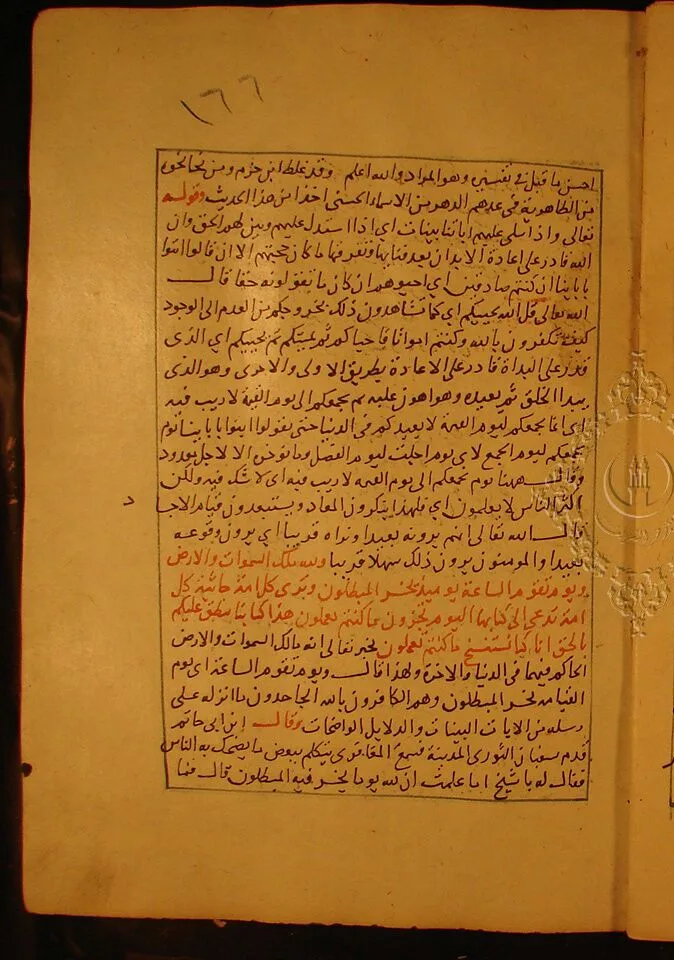 ١٦٦
احسن ما قيل في تفسيره وهو المراد والله اعلم وقد غلط ابن حزم ومن نحا نحوه
من الظاهرية في عدهم الدهر من الاسماء الحسنى اخذا من هذا الحديث وقوله
تعالى واذا تتلى عليهم اياتنا بينات اي اذا استدل عليهم وبين لهم الحق وان
الله قادر على اعادة الابدان بعد فنائها وتفرقها ما كان حجتهم الا ان قالوا ائتوا
بابائنا ان كنتم صادقين اي احيوهم ان كان ما تقولونه حقا قال
الله تعالى قل الله يحييكم اي كما تشاهدون ذلك يخرجكم من العدم الى الوجود
كيف تكفرون بالله وكنتم امواتا فاحياكم ثم يميتكم ثم يحييكم اي الذي
قدر على البداة قادر على الاعادة بطريق الاولى والاحرى وهو الذي
يبدا الخلق ثم يعيده وهو اهون عليه ثم يجمعكم الى يوم القيمة لا ريب فيه
اي انما يجمعكم ليوم القيمة لا يعيدكم في الدنيا حتى يقولوا ايتوا باباينا يوم
يجمعكم ليوم الجمع لاي يوم اجلت ليوم الفصل وما نوخره الا لاجل معدود
وقال ههنا ثم يجمعكم الى يوم القيمة لا ريب فيه اي لا شك فيه ولكن
اكثر الناس لا يعلمون اي فلهذا ينكرون المعاد ويستبعدون قيام الاجسا
د
قال الله تعالى انهم يرونه بعيدا ونراه قريبا اي يرون وقوعه
بعيدا والمومنون يرون ذلك سهلا قريبا ولله ملك السموات والارض
ويوم تقوم الساعة يوميذ يخسر المبطلون وترى كل امة جاثية كل
امة تدعى الى كتابها اليوم تجزون ما كنتم تعملون هذا كتابنا ينطق عليكم
بالحق انا كنا نستنسخ ما كنتم تعملون يخبر تعالى انه مالك السموات والارض
الحاكم فيهما في الدنيا والاخرة ولهذا قال ويوم تقوم الساعة اي يوم
القيامة يخسر المبطلون وهم الكافرون بالله الجاحدون بما انزله على
رسله من الايات البينات والدلايل الواضحات وقال ابن ابي حاتم
قدم سفيان الثوري المدينة فسمع المعافري يتكلم ببعض ما يضحك به الناس
فقال له يا شيخ اما علمت ان لله يوما يخسر فيه المبطلون قال فما